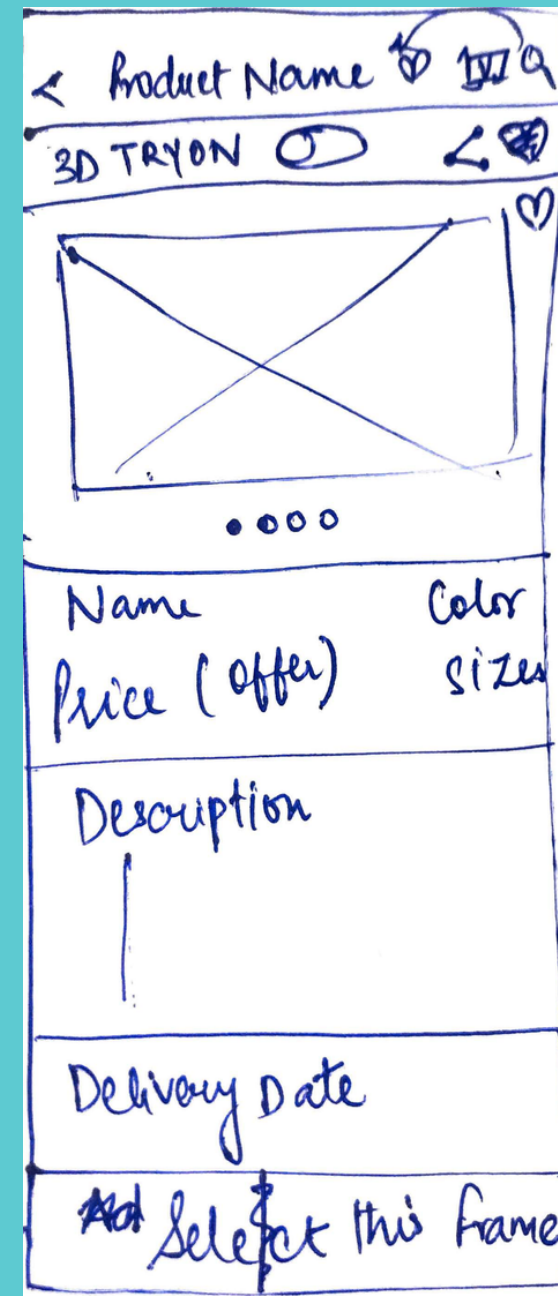 Product Name
3D TRYON
Name Color
Price (Offer) Sizes
Description
Delivery Date
Select this frame